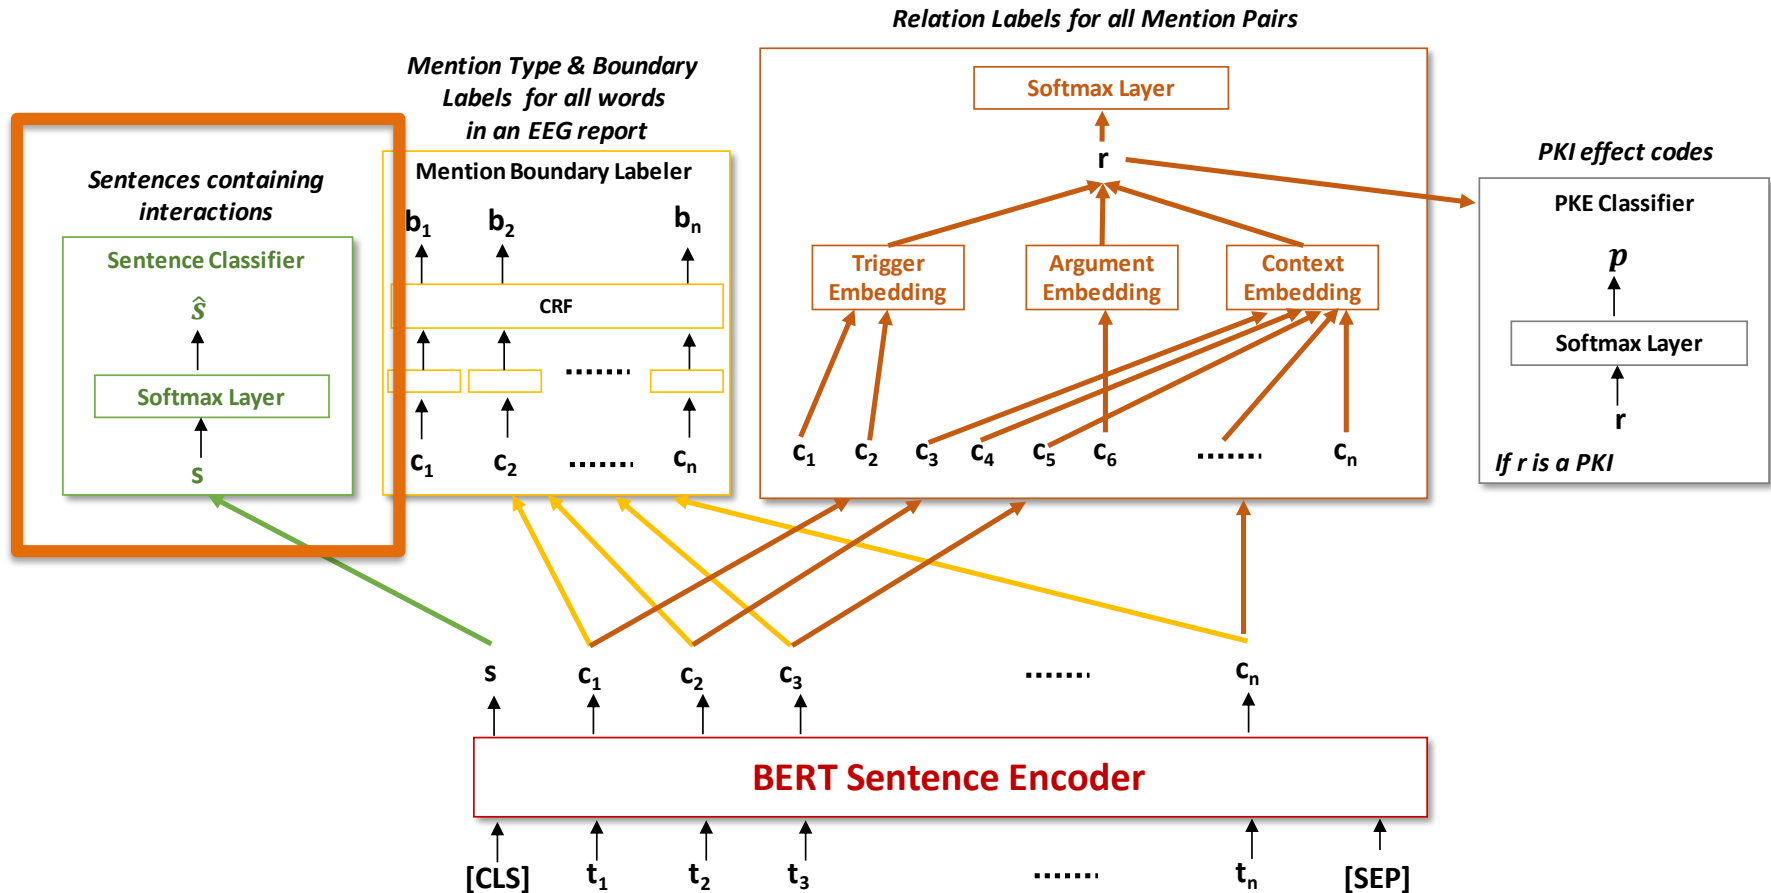 Relation Labels for all Mention Pairs
Softmax Layer
r
Trigger Embedding
Argument Embedding
Context Embedding
c1 c2 c3 c4 c5 c6 ........ cn
Mention Type & Boundary
Labels for all words
in an EEG report
Mention Boundary Labeler
b1 b2 bn
CRF
........
c1 c2 ........ cn
Sentences containing
interactions
Sentence Classifier
ŝ
Softmax Layer
s
PKI effect codes
PKE Classifier
p
Softmax Layer
r
If r is a PKI
s c1 c2 c3 ........ cn
BERT Sentence Encoder
[CLS] t1 t2 t3 ........ tn [SEP]